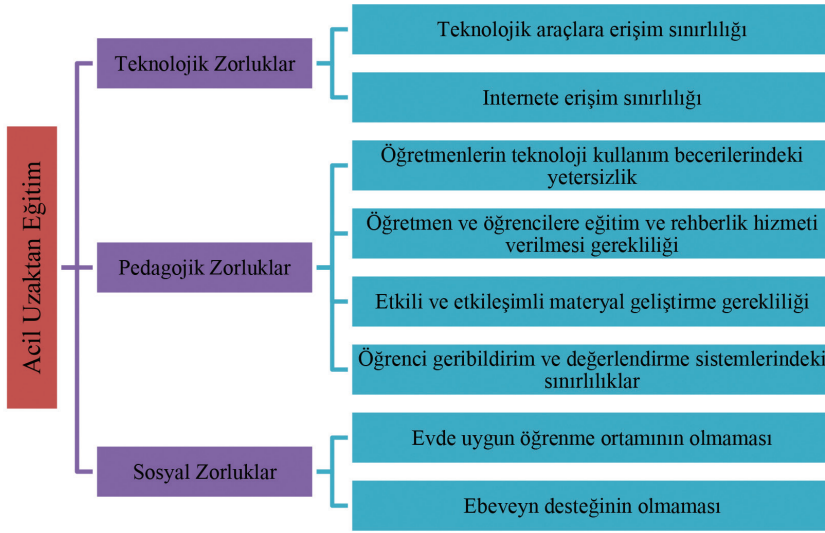 Acil Uzaktan Eğitim
Teknolojik Zorluklar
Teknolojik araçlara erişim sınırlılığı
Internete erişim sınırlılığı
Pedagojik Zorluklar
Öğretmenlerin teknoloji kullanım becerilerindeki
yetersizlik
Öğretmen ve öğrencilere eğitim ve rehberlik hizmeti
verilmesi gerekliliği
Etkili ve etkileşimli materyal geliştirme gerekliliği
Öğrenci geribildirim ve değerlendirme sistemlerindeki
sınırlılıklar
Sosyal Zorluklar
Evde uygun öğrenme ortamının olmaması
Ebeveyn desteğinin olmaması